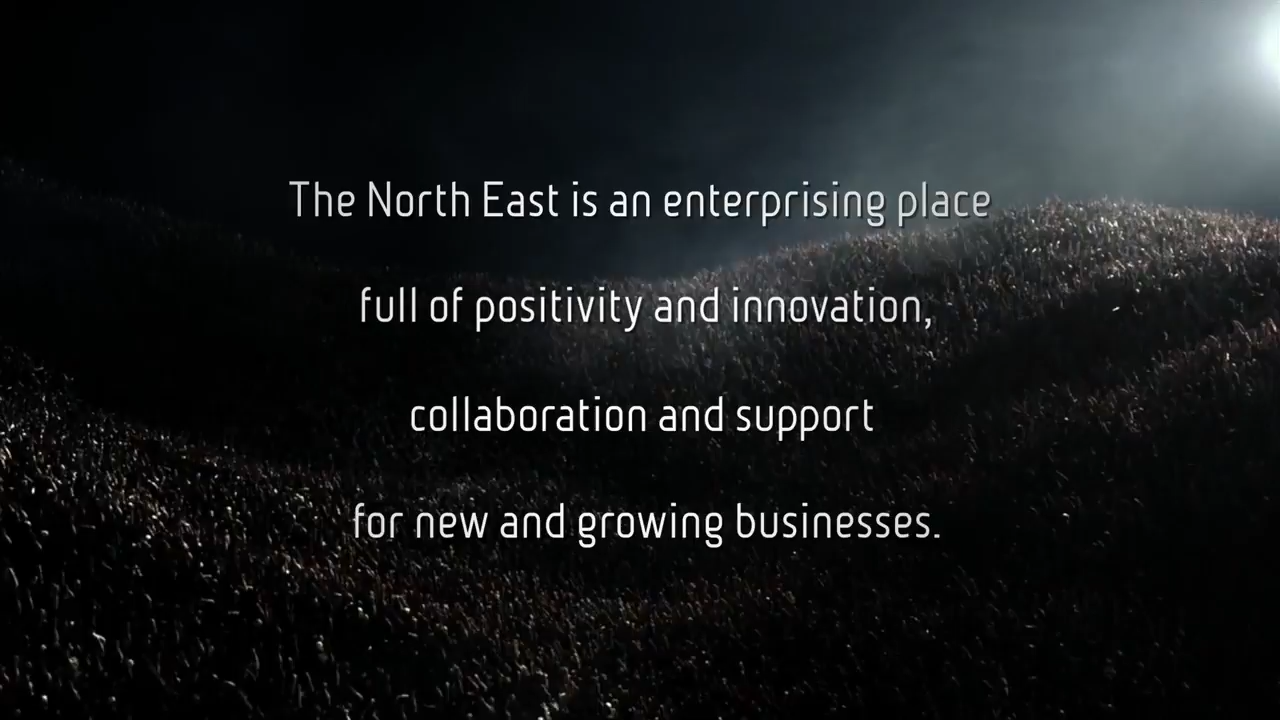 The North East is an enterprising place
full of positivity and innovation,
collaboration and support
for new and growing businesses.